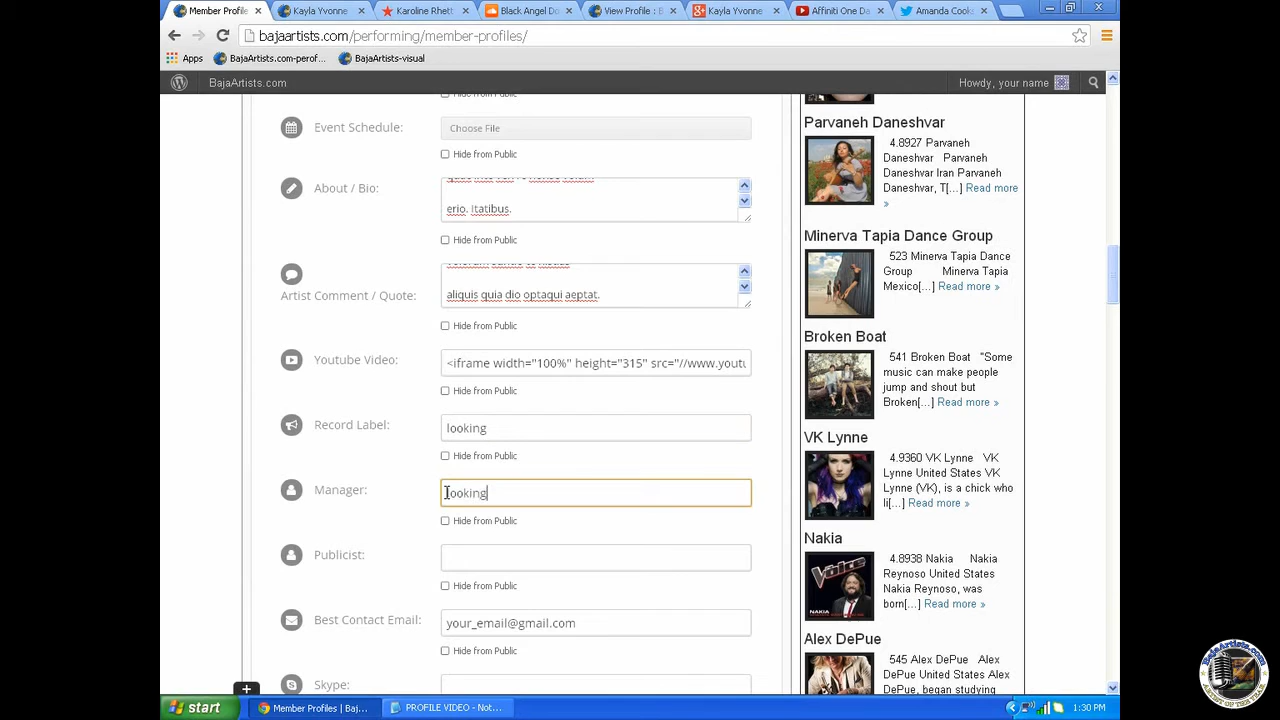 Member Profile
Kayla Yvonne
Karoline Rhett
Black Angel Do
View Profile : B
Kayla Yvonne
Affiniti One Da
Amanda Cooks
bajaartists.com/performing/member-profiles/
Apps
BajaArtists.com-perof...
BajaArtists-visual
BajaArtists.com
Howdy, your name
Event Schedule:
Choose File
Hide from Public
About / Bio:
erio. Itatibus.
Hide from Public
Artist Comment / Quote:
aliquis quia dio optaqui aeptat.
Hide from Public
Youtube Video:
<iframe width="100%" height="315" src="//www.youtu
Hide from Public
Record Label:
looking
Hide from Public
Manager:
looking
Hide from Public
Publicist:
Hide from Public
Best Contact Email:
your_email@gmail.com
Hide from Public
Skype:
Parvaneh Daneshvar
4.8927 Parvaneh
Daneshvar Parvaneh
Daneshvar Iran Parvaneh
Daneshvar, T[...] Read more
»
Minerva Tapia Dance Group
523 Minerva Tapia Dance
Group Minerva Tapia
Mexico[...] Read more »
Broken Boat
541 Broken Boat "Some
music can make people
jump and shout but
Broken[...] Read more »
VK Lynne
4.9360 VK Lynne VK
Lynne United States VK
Lynne (VK), is a chick who
li[...] Read more »
Nakia
4.8938 Nakia Nakia
Reynoso United States
Nakia Reynoso, was
born[...] Read more »
Alex DePue
545 Alex DePue Alex
DePue United States Alex
DePue, began studying
start
Member Profiles | Baj...
PROFILE VIDEO - Not...
1:30 PM